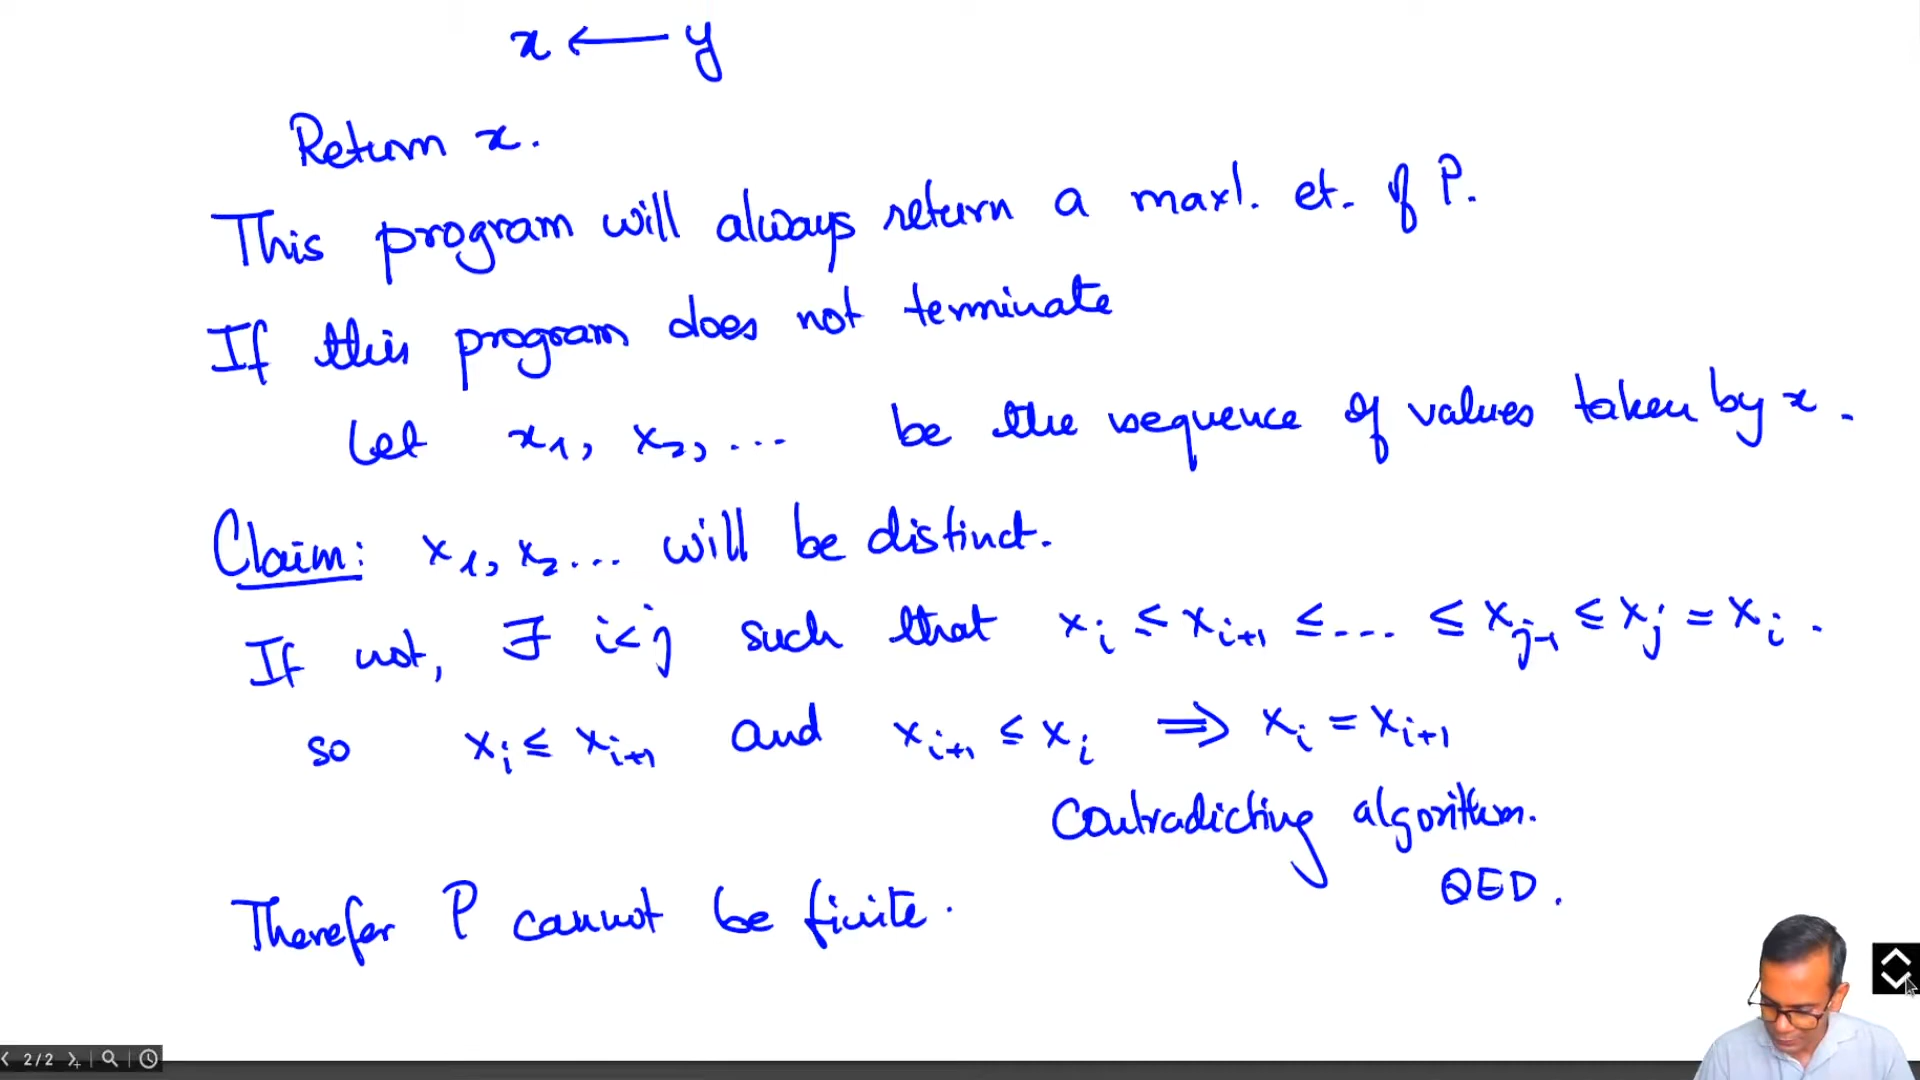 x ← y
Return x.
This program will always return a maxl. et. of P.
If this program does not terminate
Let x₁, x₂, ... be the sequence of values taken by x.
Claim: x₁, x₂ ... will be distinct.
If not, ∃ i<j such that xᵢ ≤ xᵢ₊₁ ≤ ... ≤ xⱼ₋₁ ≤ xⱼ = xᵢ.
so xᵢ ≤ xᵢ₊₁ and xᵢ₊₁ ≤ xᵢ ⟹ xᵢ = xᵢ₊₁
Contradicting algorithm.
QED.
Therefor P cannot be finite.
2/2